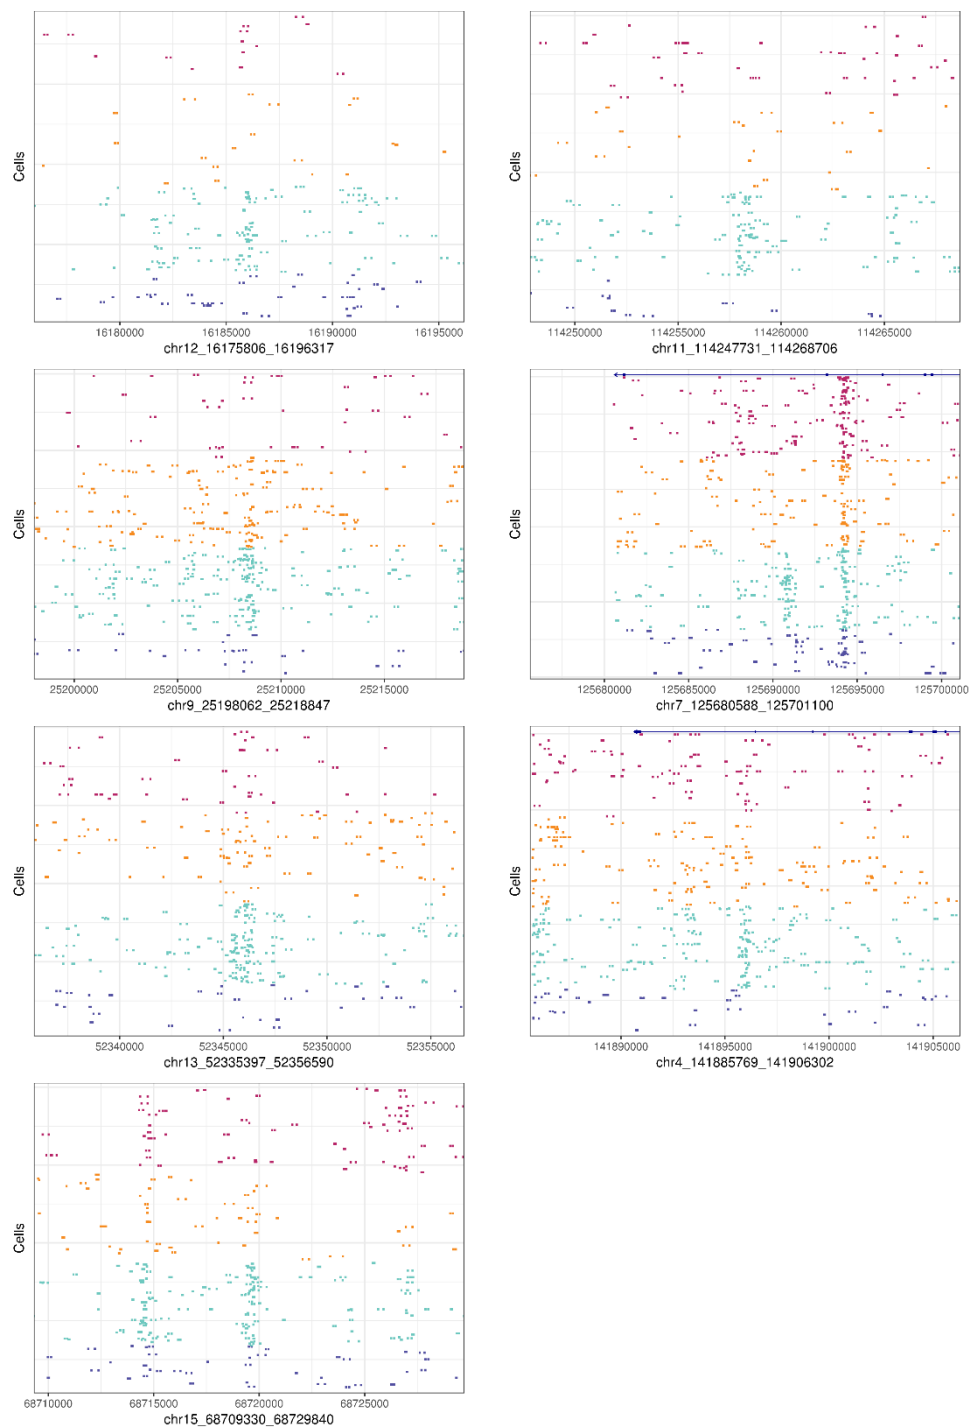 Cells
16180000 16185000 16190000 16195000
chr12_16175806_16196317
Cells
114250000 114255000 114260000 114265000
chr11_114247731_114268706
Cells
25200000 25205000 25210000 25215000
chr9_25198062_25218847
Cells
125680000 125685000 125690000 125695000 125700000
chr7_125680588_125701100
Cells
52340000 52345000 52350000 52355000
chr13_52335397_52356590
Cells
141890000 141895000 141900000 141905000
chr4_141885769_141906302
Cells
68710000 68715000 68720000 68725000
chr15_68709330_68729840